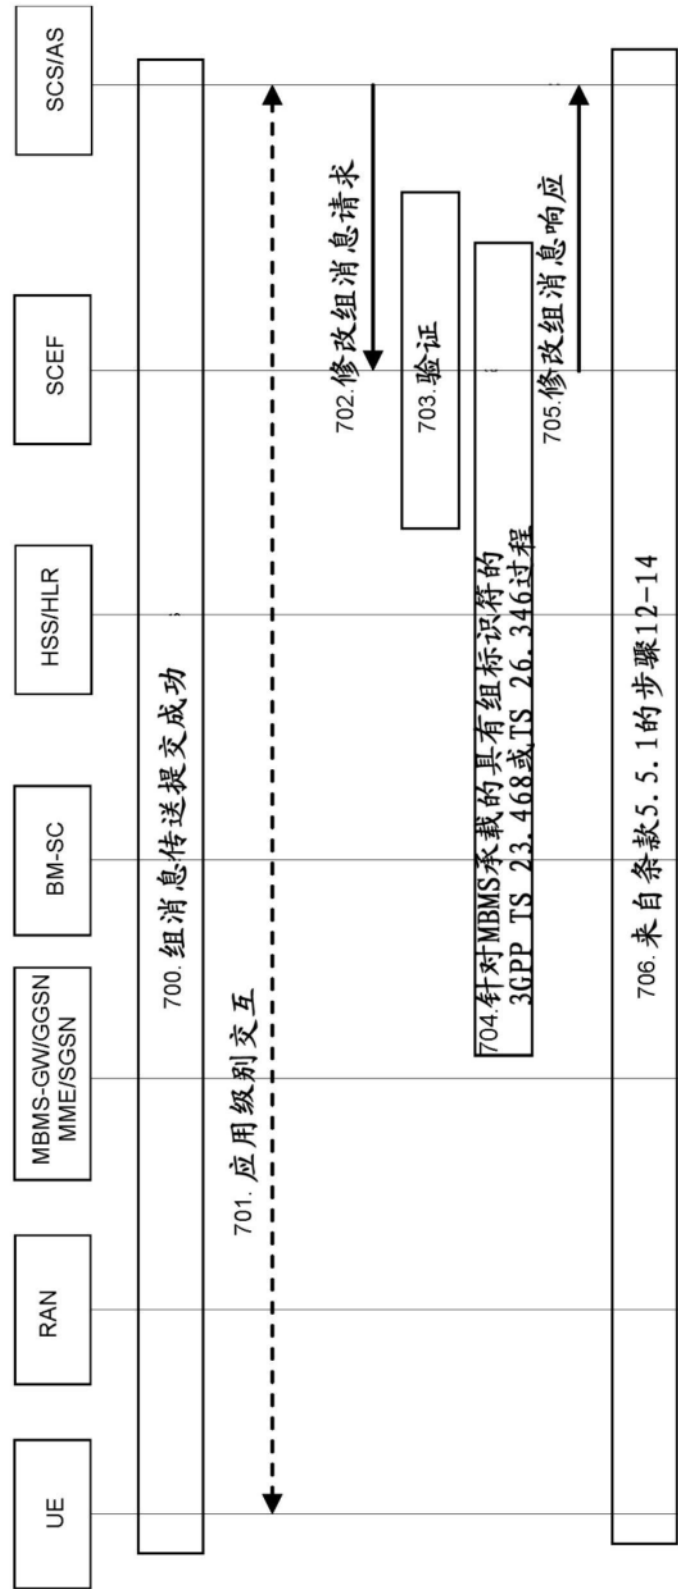 UE
RAN
MBMS-GW/GGSN
MME/SGSN
BM-SC
HSS/HLR
SCEF
SCS/AS
700. 组消息传送提交成功
701. 应用级别交互
702.修改组消息请求
703.验证
704.针对MBMS承载的具有组标识符的
3GPP TS 23.468或TS 26.346过程
705.修改组消息响应
706. 来自条款5.5.1的步骤12-14